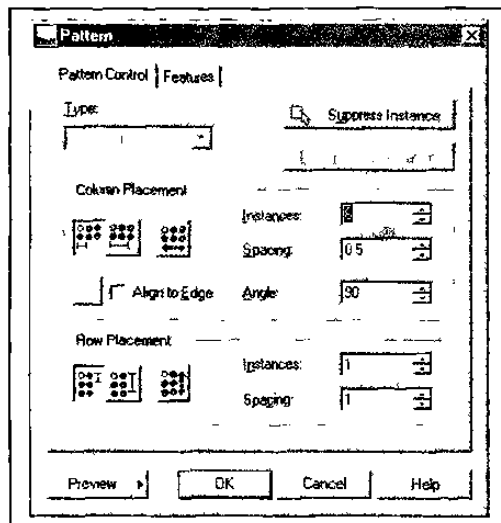 Pattern
Pattern Control Features
Type:
Suppress Instance
Column Placement
Instances:
Spacing: 0.5
Align to Edge Angle: 90
Row Placement
Instances: 1
Spacing: 1
Preview OK Cancel Help